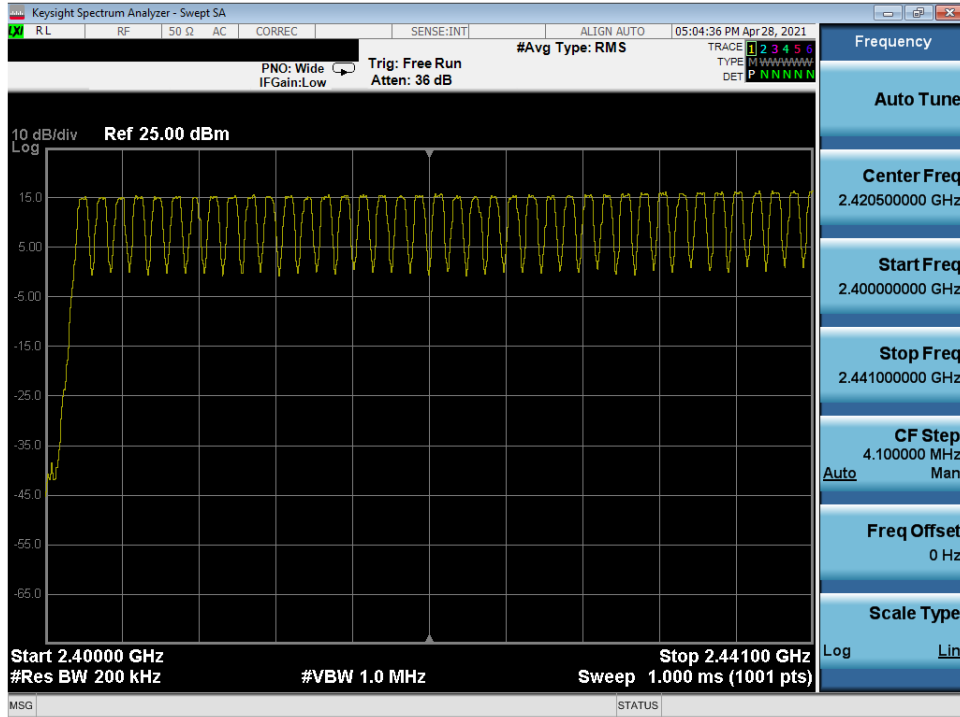 Keysight Spectrum Analyzer - Swept SA
LXI RL RF 50 Ω AC CORREC SENSE:INT ALIGN AUTO 05:04:36 PM Apr 28, 2021
#Avg Type: RMS TRACE 1 2 3 4 5 6
PNO: Wide Trig: Free Run TYPE M WWWWW
IFGain:Low Atten: 36 dB DET P N N N N N
Frequency
Auto Tune
10 dB/div Ref 25.00 dBm
Log
15.0
5.00
-5.00
-15.0
-25.0
-35.0
-45.0
-55.0
-65.0
Center Freq
2.420500000 GHz
Start Freq
2.400000000 GHz
Stop Freq
2.441000000 GHz
CF Step
4.100000 MHz
Auto Man
Freq Offset
0 Hz
Scale Type
Log Lin
Start 2.40000 GHz Stop 2.44100 GHz
#Res BW 200 kHz #VBW 1.0 MHz Sweep 1.000 ms (1001 pts)
MSG STATUS